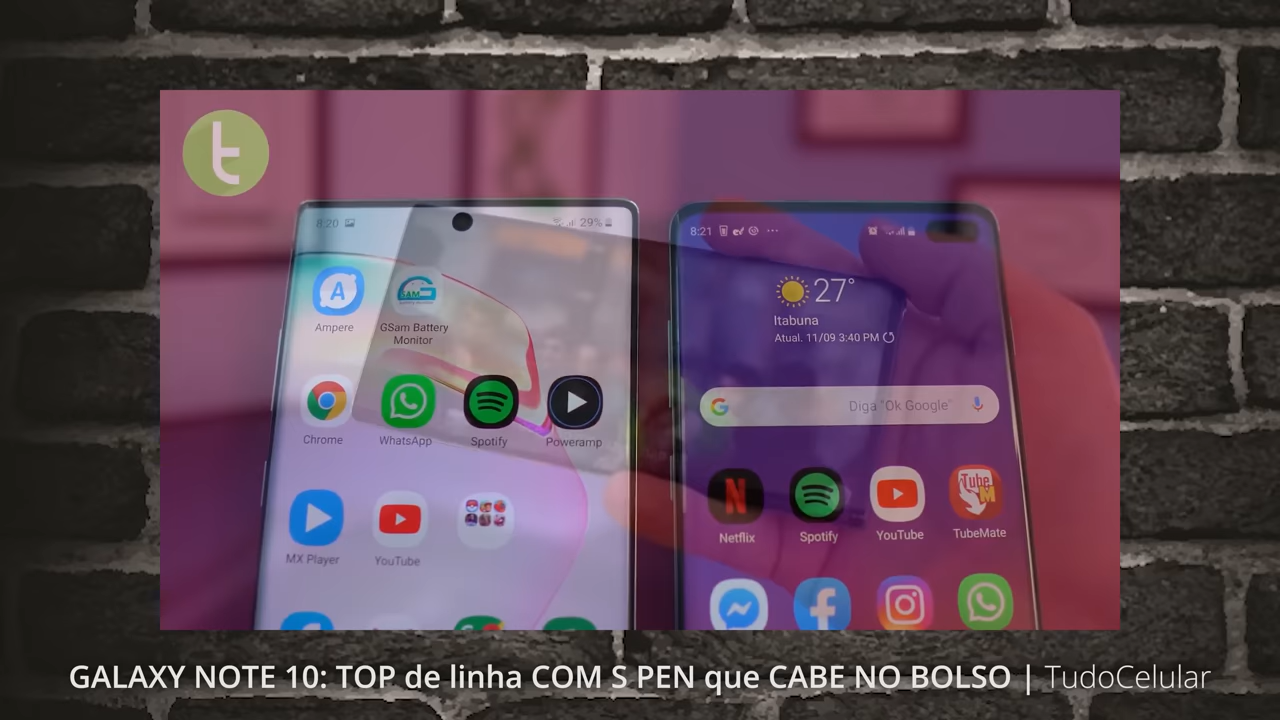 t
8:20
29%
Ampere
GSam Battery
Monitor
Chrome
WhatsApp
Spotify
Poweramp
MX Player
YouTube
8:21
27°
Itabuna
Atual. 11/09 3:40 PM
Diga "Ok Google"
Netflix
Spotify
YouTube
TubeMate
GALAXY NOTE 10: TOP de linha COM S PEN que CABE NO BOLSO | TudoCelular